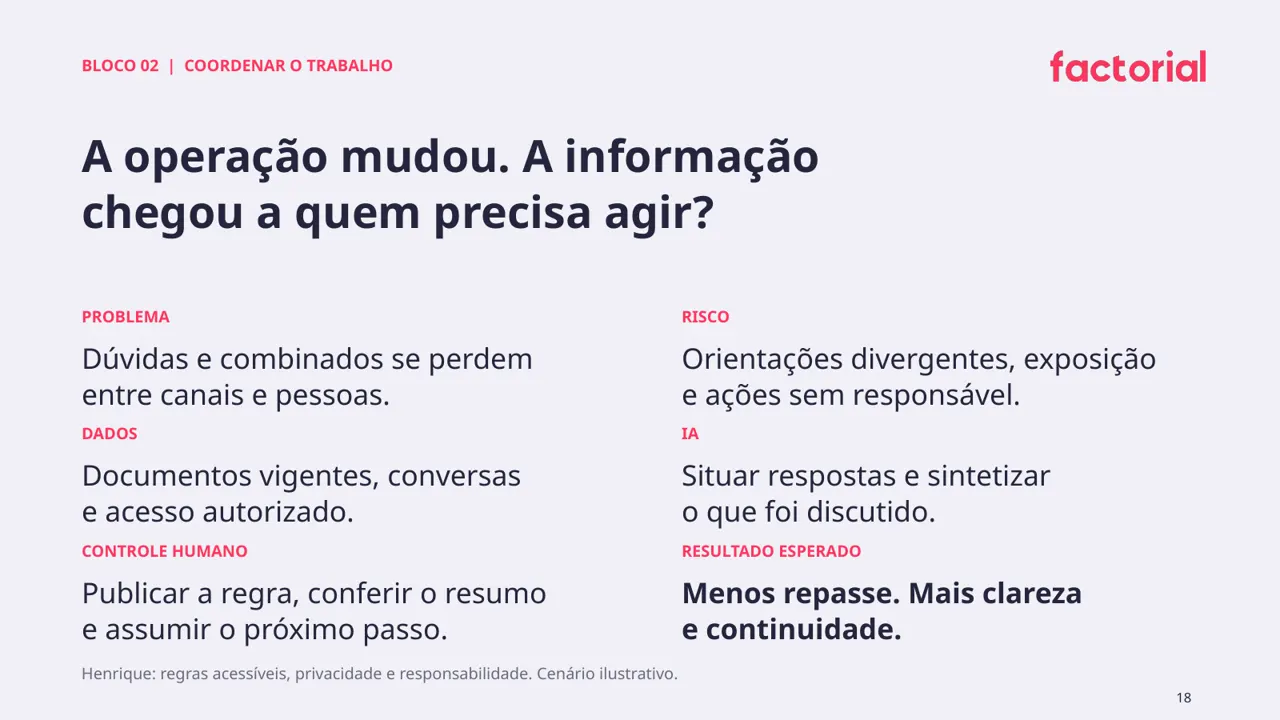 BLOCO 02 | COORDENAR O TRABALHO
factorial
A operação mudou. A informação
chegou a quem precisa agir?
PROBLEMA
Dúvidas e combinados se perdem
entre canais e pessoas.
RISCO
Orientações divergentes, exposição
e ações sem responsável.
DADOS
Documentos vigentes, conversas
e acesso autorizado.
IA
Situar respostas e sintetizar
o que foi discutido.
CONTROLE HUMANO
Publicar a regra, conferir o resumo
e assumir o próximo passo.
RESULTADO ESPERADO
Menos repasse. Mais clareza
e continuidade.
Henrique: regras acessíveis, privacidade e responsabilidade. Cenário ilustrativo.
18